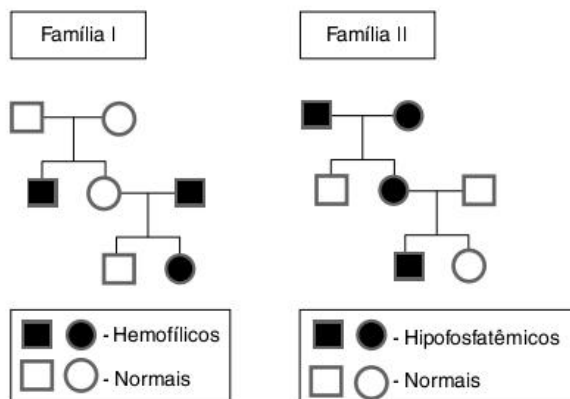 Família I
Família II
- Hemofílicos
- Normais
- Hipofosfatêmicos
- Normais